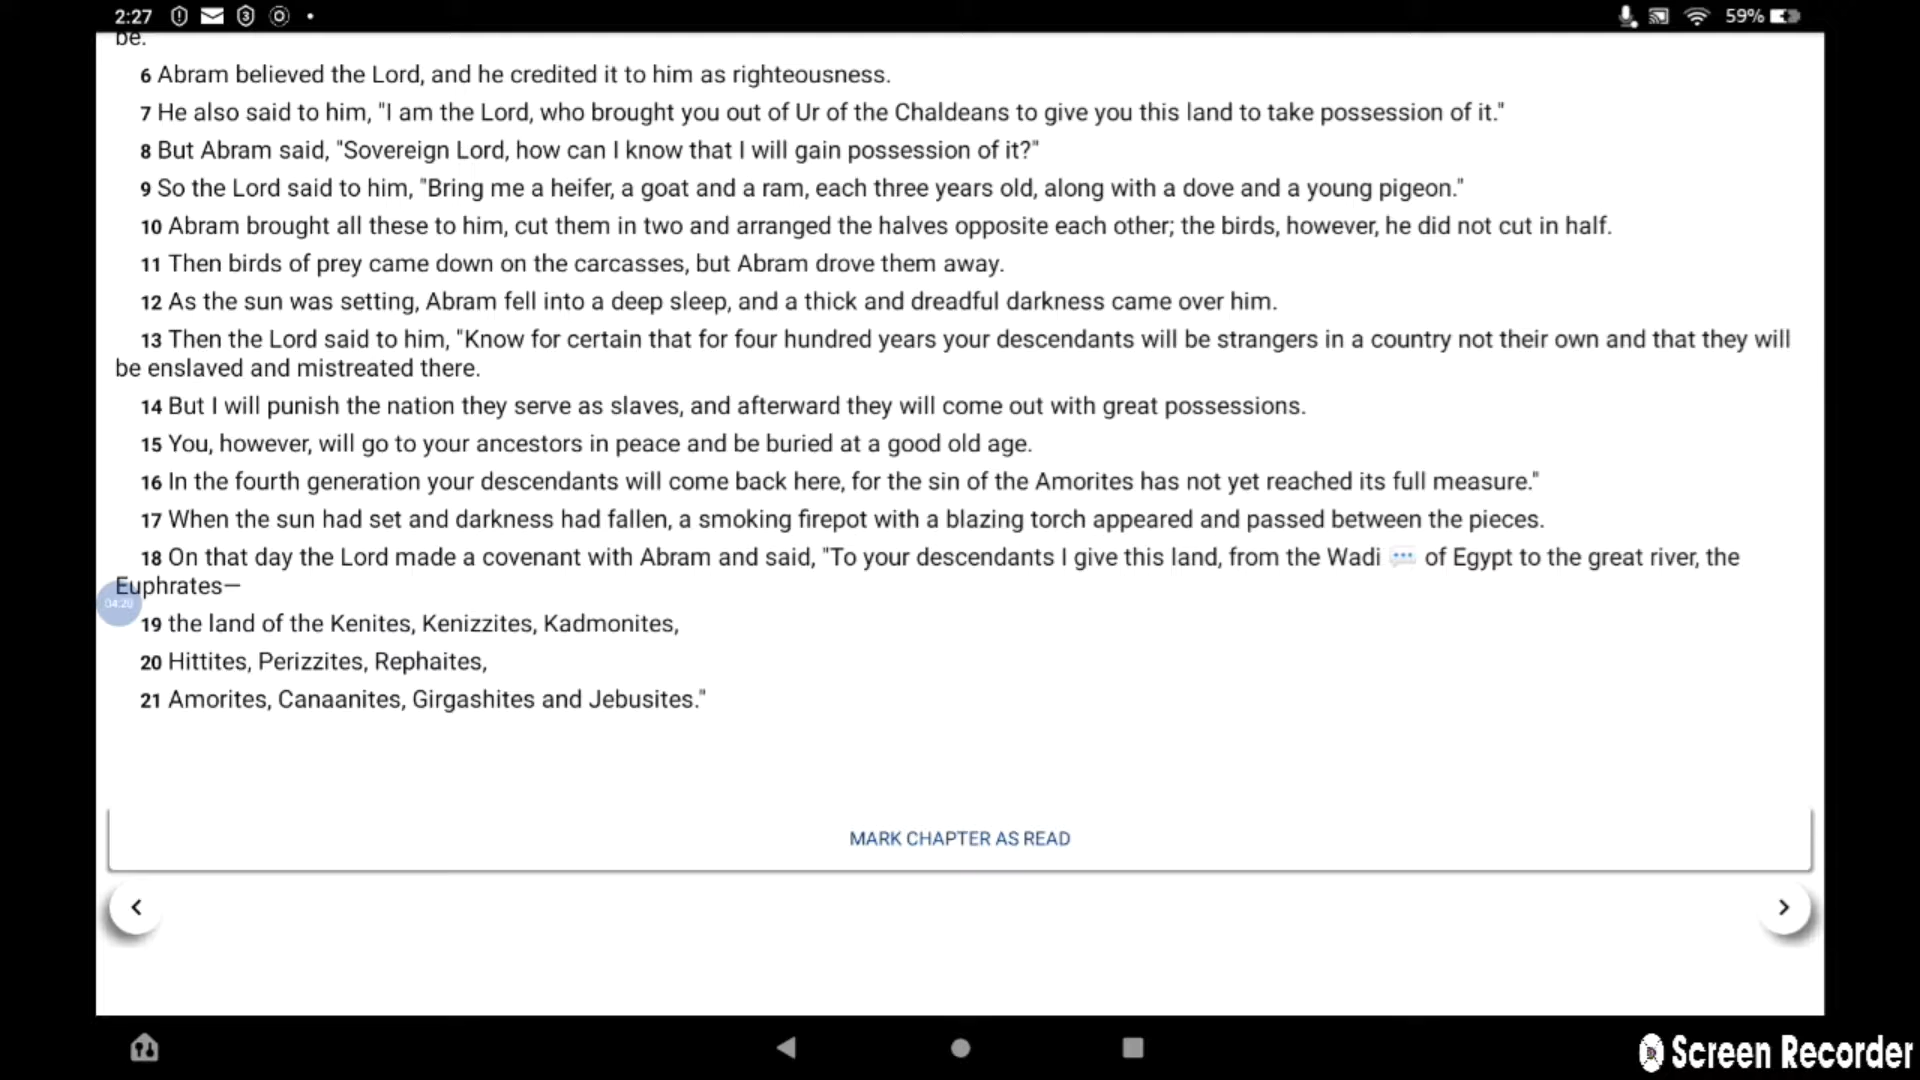 2:27
59%
be.
6 Abram believed the Lord, and he credited it to him as righteousness.
7 He also said to him, "I am the Lord, who brought you out of Ur of the Chaldeans to give you this land to take possession of it."
8 But Abram said, "Sovereign Lord, how can I know that I will gain possession of it?"
9 So the Lord said to him, "Bring me a heifer, a goat and a ram, each three years old, along with a dove and a young pigeon."
10 Abram brought all these to him, cut them in two and arranged the halves opposite each other; the birds, however, he did not cut in half.
11 Then birds of prey came down on the carcasses, but Abram drove them away.
12 As the sun was setting, Abram fell into a deep sleep, and a thick and dreadful darkness came over him.
13 Then the Lord said to him, "Know for certain that for four hundred years your descendants will be strangers in a country not their own and that they will
be enslaved and mistreated there.
14 But I will punish the nation they serve as slaves, and afterward they will come out with great possessions.
15 You, however, will go to your ancestors in peace and be buried at a good old age.
16 In the fourth generation your descendants will come back here, for the sin of the Amorites has not yet reached its full measure."
17 When the sun had set and darkness had fallen, a smoking firepot with a blazing torch appeared and passed between the pieces.
18 On that day the Lord made a covenant with Abram and said, "To your descendants I give this land, from the Wadi of Egypt to the great river, the
Euphrates—
04:20
19 the land of the Kenites, Kenizzites, Kadmonites,
20 Hittites, Perizzites, Rephaites,
21 Amorites, Canaanites, Girgashites and Jebusites."
MARK CHAPTER AS READ
Screen Recorder